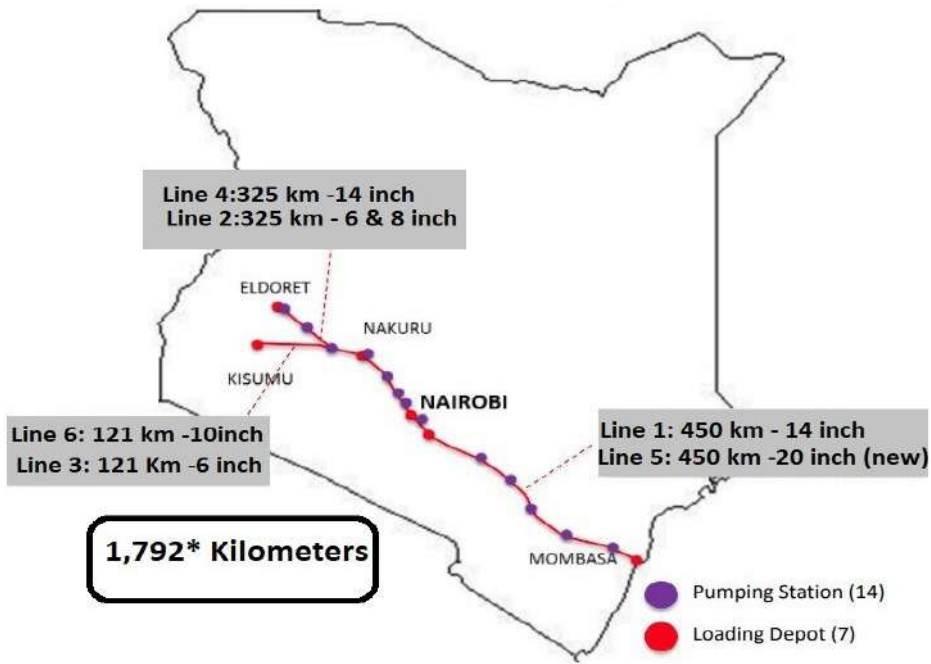 Line 4:325 km -14 inch
Line 2:325 km - 6 & 8 inch
ELDORET
NAKURU
KISUMU
NAIROBI
Line 6: 121 km -10inch
Line 3: 121 Km -6 inch
Line 1: 450 km - 14 inch
Line 5: 450 km -20 inch (new)
1,792* Kilometers
MOMBASA
Pumping Station (14)
Loading Depot (7)